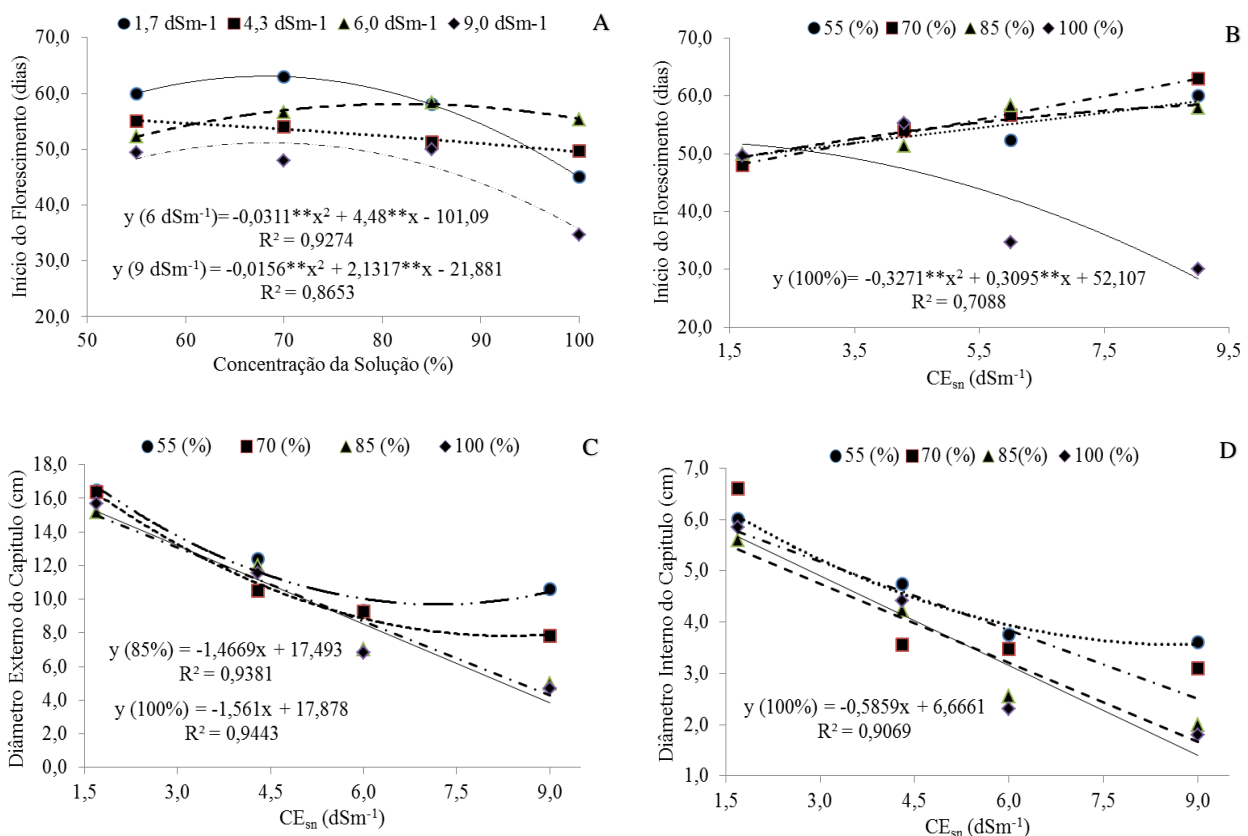 1,7 dSm-1 4,3 dSm-1 6,0 dSm-1 9,0 dSm-1
A
Início do Florescimento (dias)
70,0
60,0
50,0
40,0
30,0
20,0
y (6 dSm⁻¹)= -0,0311**x² + 4,48**x - 101,09
R² = 0,9274
y (9 dSm⁻¹) = -0,0156**x² + 2,1317**x - 21,881
R² = 0,8653
50 60 70 80 90 100
Concentração da Solução (%)
55 (%) 70 (%) 85 (%) 100 (%)
B
Início do Florescimento (dias)
70,0
60,0
50,0
40,0
30,0
20,0
y (100%)= -0,3271**x² + 0,3095**x + 52,107
R² = 0,7088
1,5 3,5 5,5 7,5 9,5
CEsn (dSm⁻¹)
55 (%) 70 (%) 85 (%) 100 (%)
C
Diâmetro Externo do Capitulo (cm)
18,0
16,0
14,0
12,0
10,0
8,0
6,0
4,0
2,0
0,0
y (85%) = -1,4669x + 17,493
R² = 0,9381
y (100%) = -1,561x + 17,878
R² = 0,9443
1,5 3,0 4,5 6,0 7,5 9,0
CEsn (dSm⁻¹)
55 (%) 70 (%) 85(%) 100 (%)
D
Diâmetro Interno do Capitulo (cm)
7,0
6,0
5,0
4,0
3,0
2,0
1,0
y (100%) = -0,5859x + 6,6661
R² = 0,9069
1,5 3,0 4,5 6,0 7,5 9,0
CEsn (dSm⁻¹)